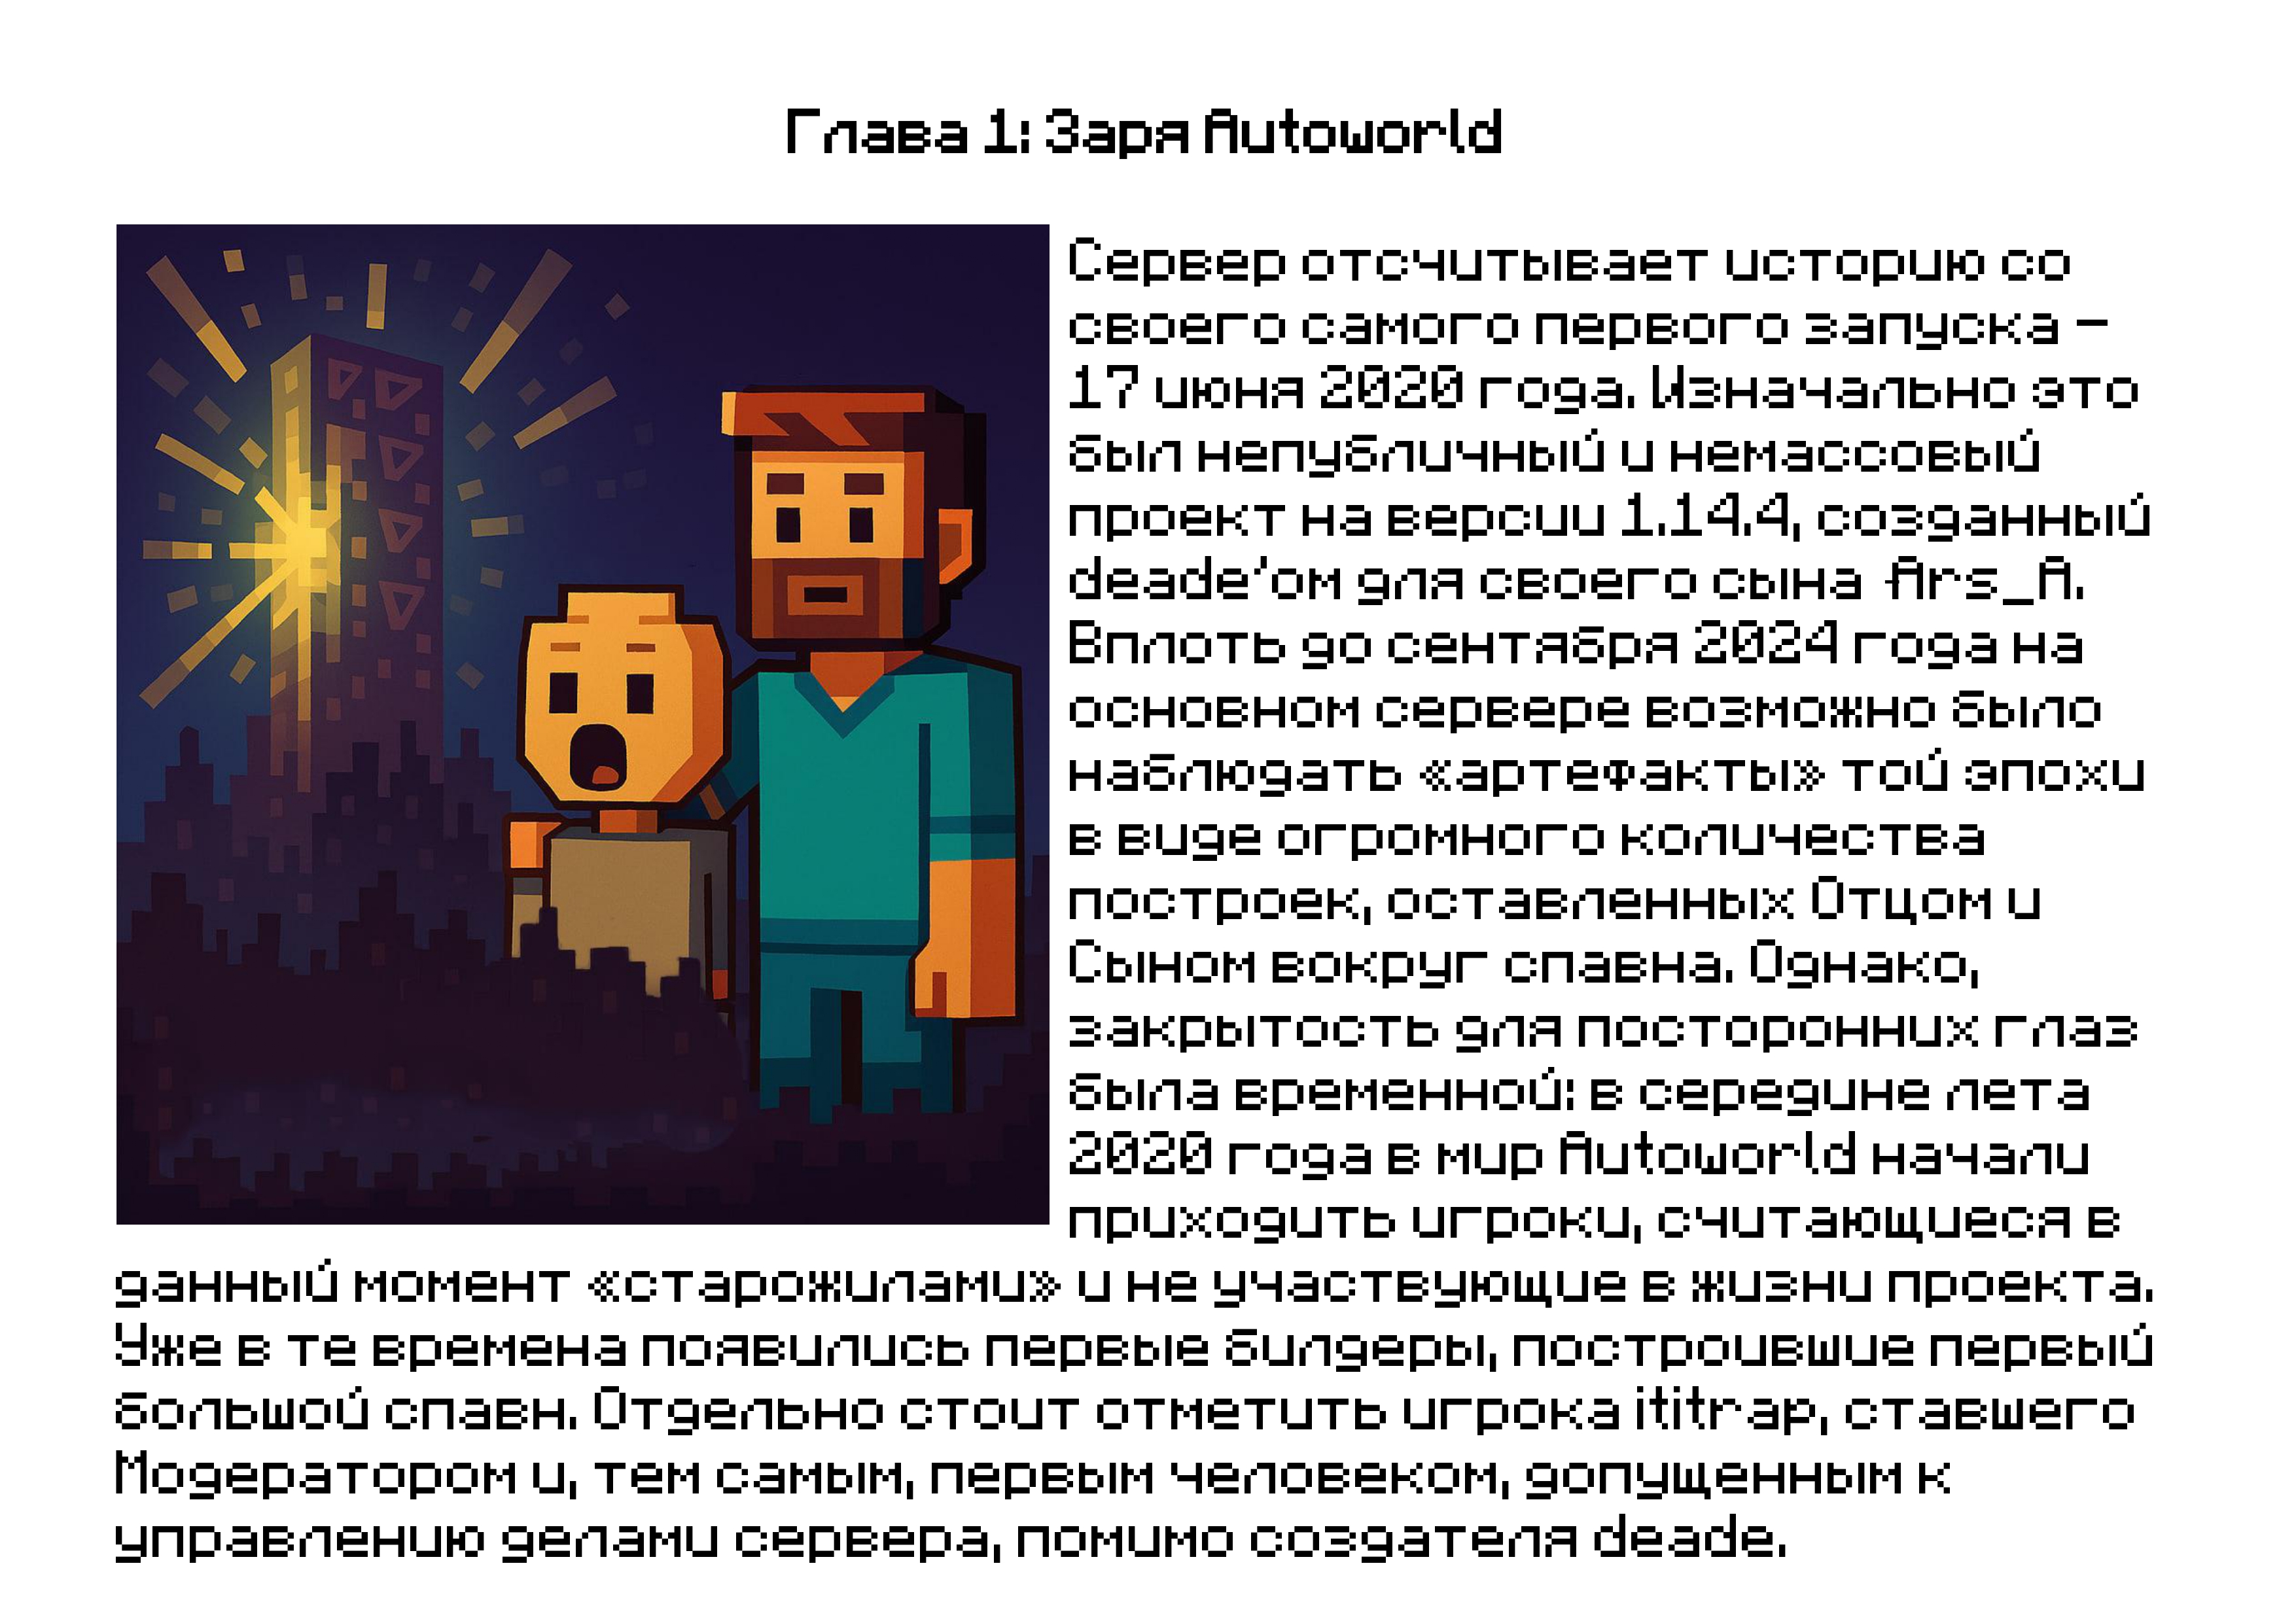 Глава 1: Заря Autoworld
Сервер отсчитывает историю со
своего самого первого запуска –
17 июня 2020 года. Изначально это
был непубличный и немассовый
проект на версии 1.14.4, созданный
deade'ом для своего сына Ars_A.
Вплоть до сентября 2024 года на
основном сервере возможно было
наблюдать «артефакты» той эпохи
в виде огромного количества
построек, оставленных Отцом и
Сыном вокруг спавна. Однако,
закрытость для посторонних глаз
была временной: в середине лета
2020 года в мир Autoworld начали
приходить игроки, считающиеся в
данный момент «старожилами» и не участвующие в жизни проекта.
Уже в те времена появились первые билдеры, построившие первый
большой спавн. Отдельно стоит отметить игрока ititrap, ставшего
Модератором и, тем самым, первым человеком, допущенным к
управлению делами сервера, помимо создателя deade.